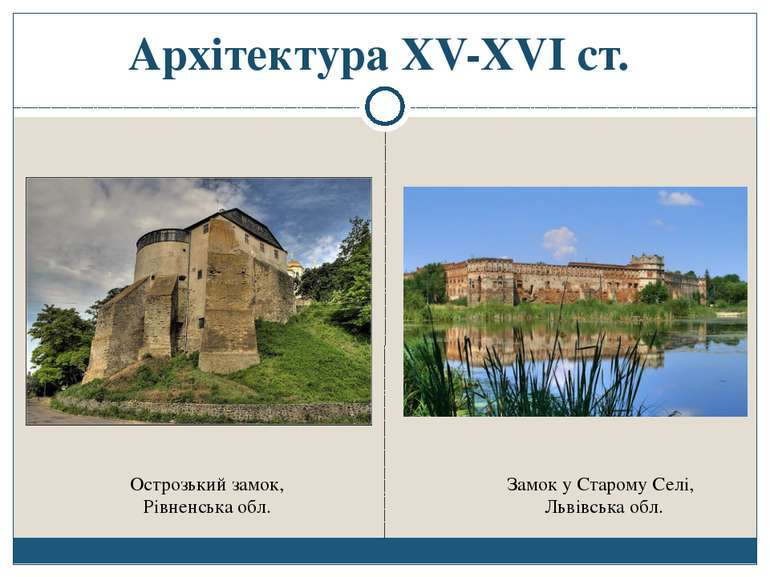 Архітектура XV-XVI ст.
Острозький замок,
Рівненська обл.
Замок у Старому Селі,
Львівська обл.